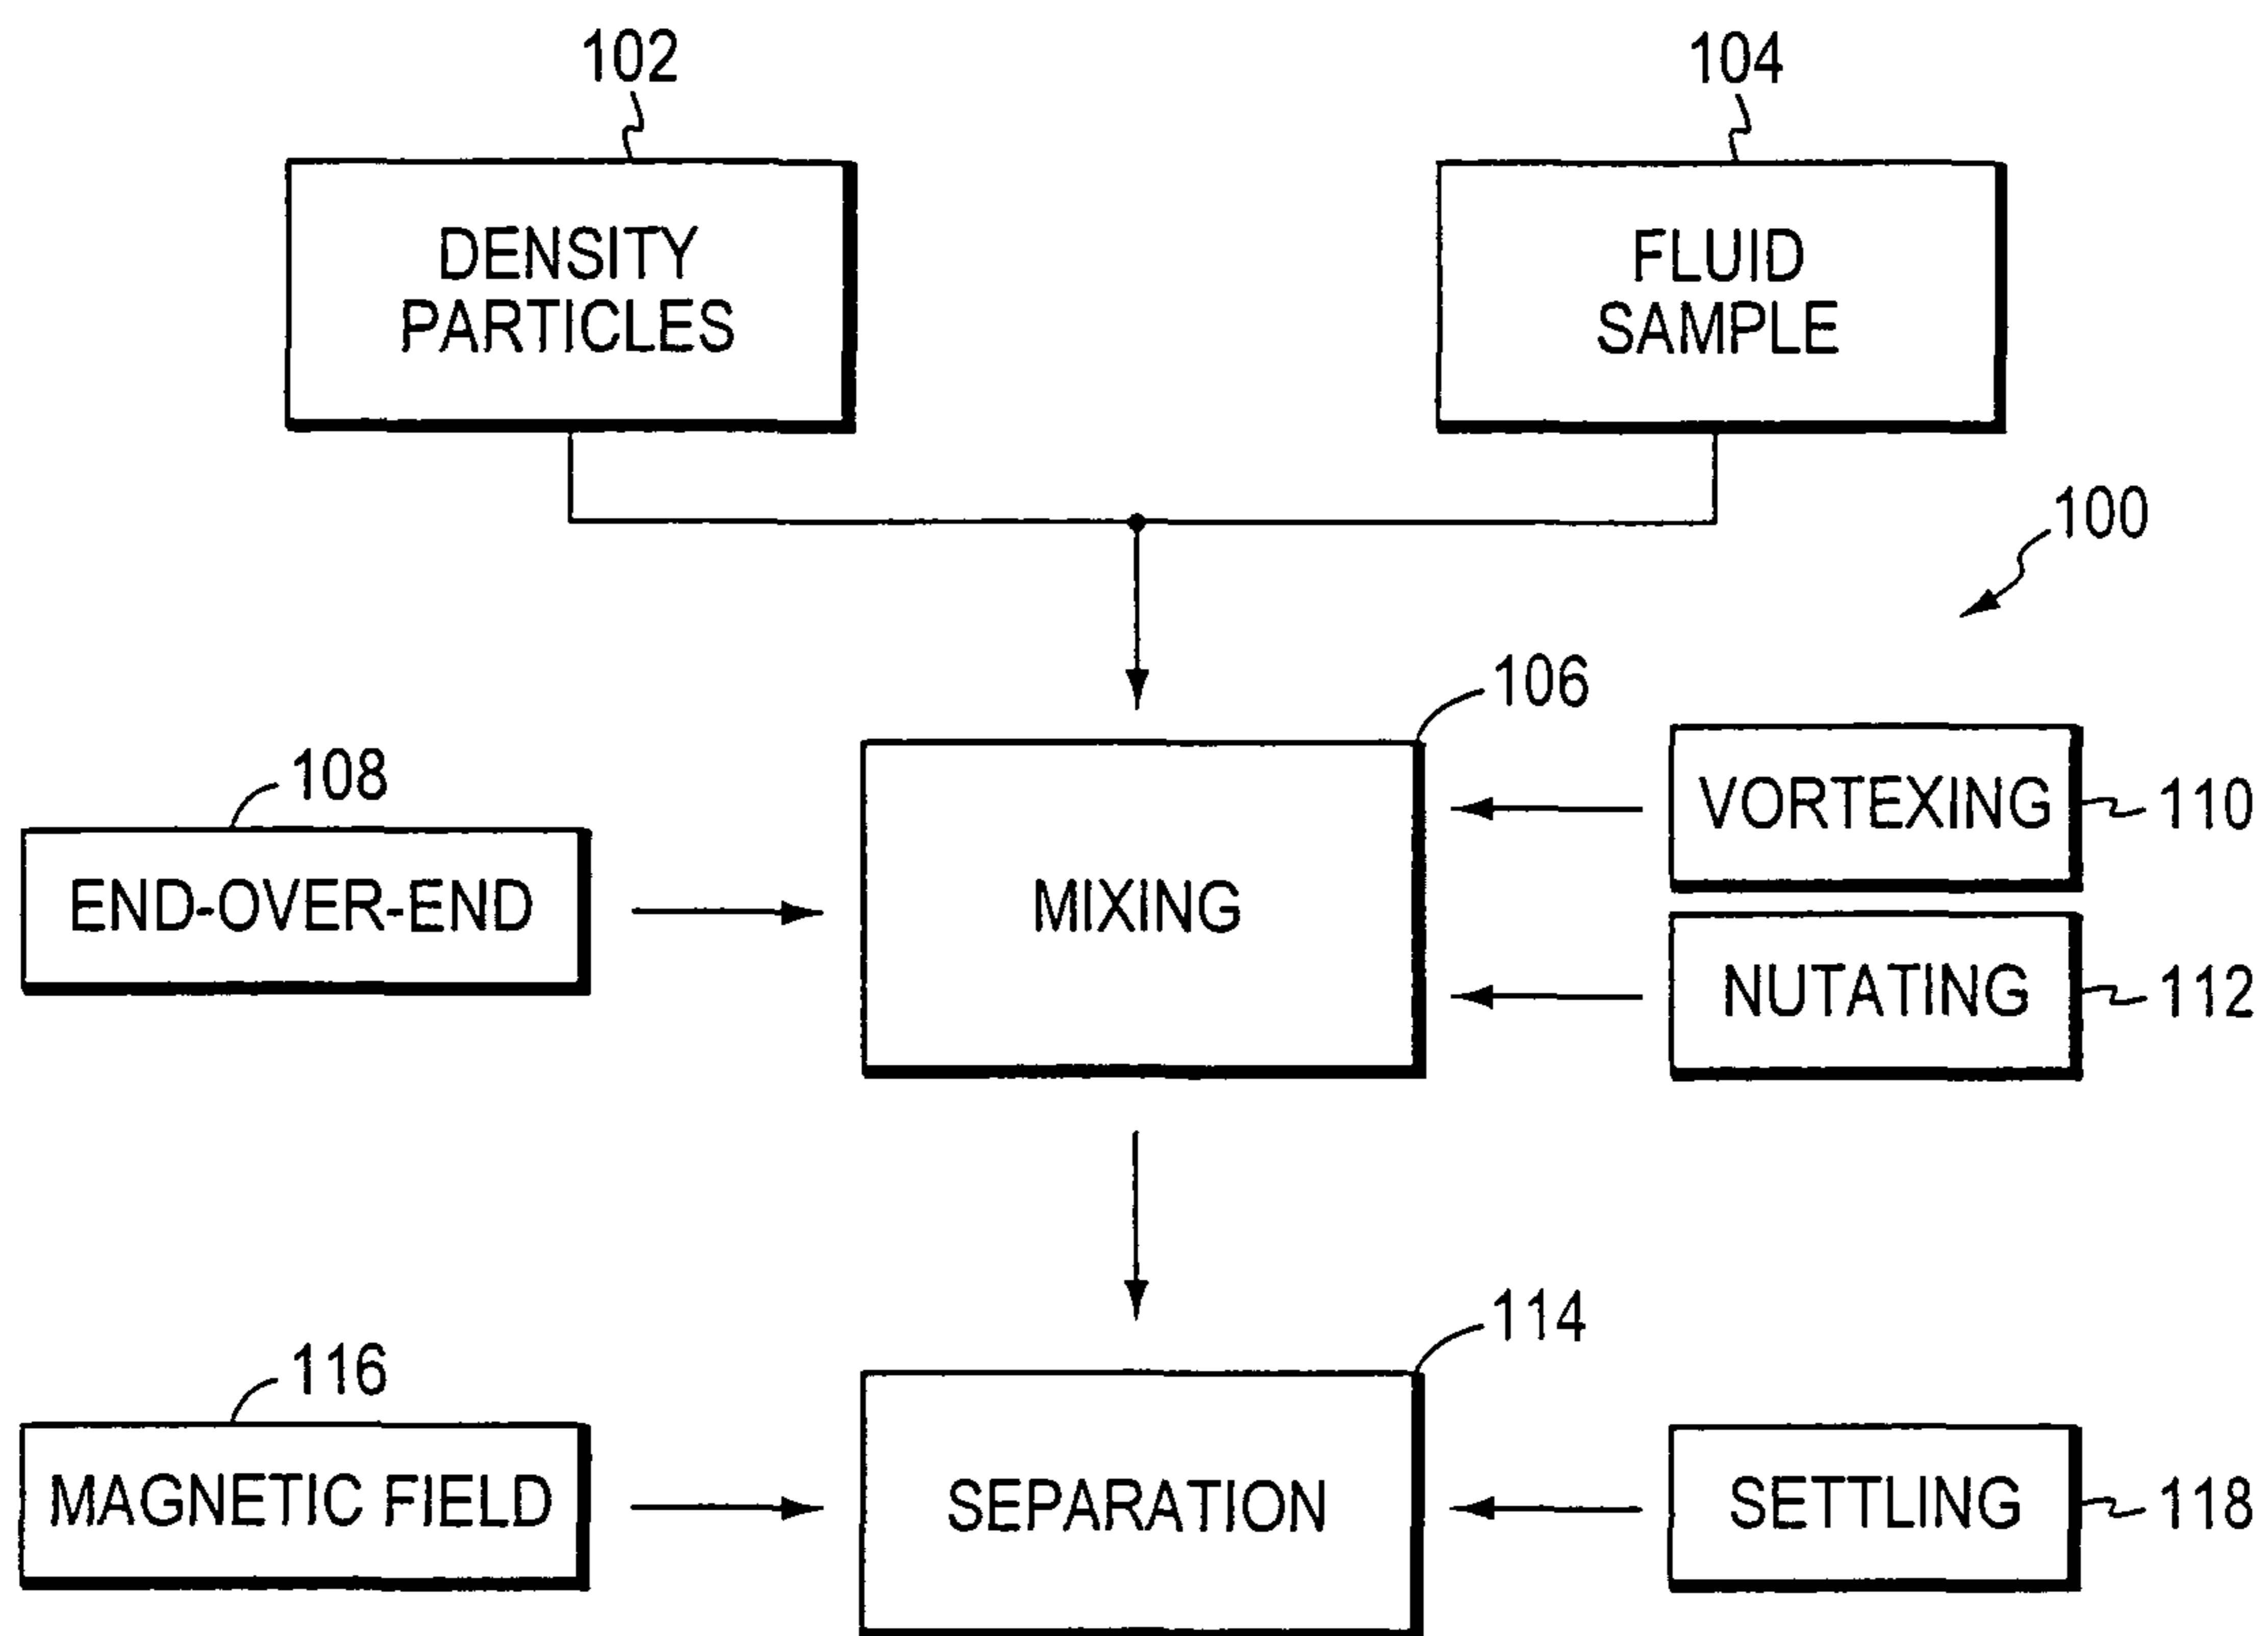 102
104
DENSITY
PARTICLES
FLUID
SAMPLE
100
106
108
VORTEXING
110
END-OVER-END
MIXING
NUTATING
112
114
116
MAGNETIC FIELD
SEPARATION
SETTLING
118